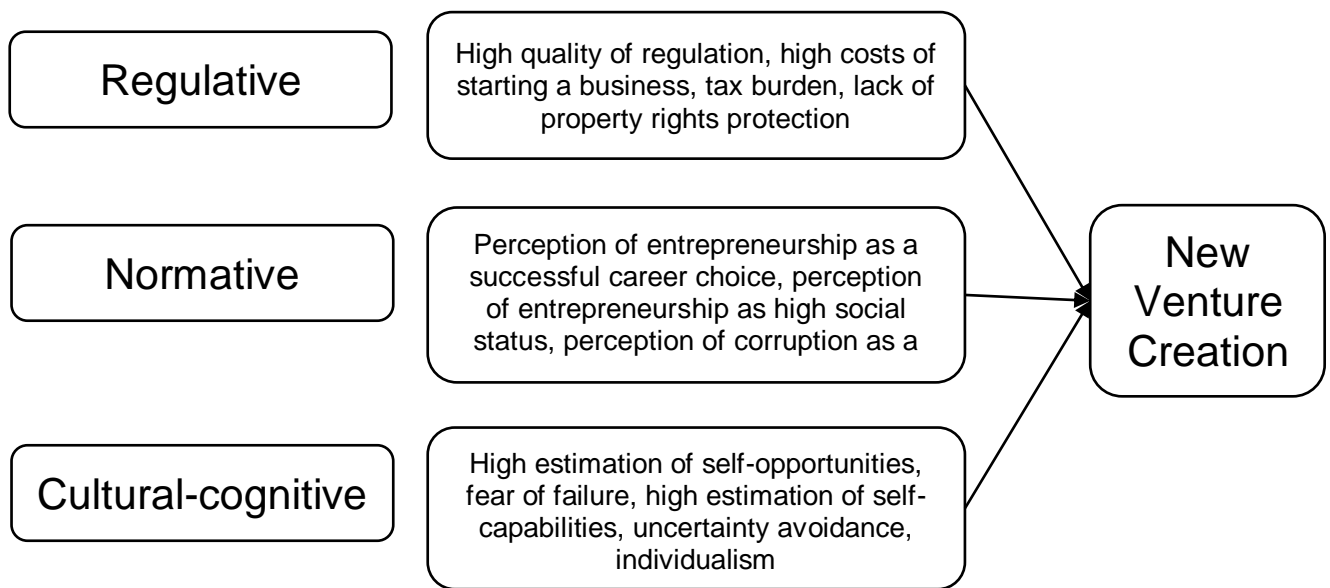 Regulative
High quality of regulation, high costs of
starting a business, tax burden, lack of
property rights protection
Normative
Perception of entrepreneurship as a
successful career choice, perception
of entrepreneurship as high social
status, perception of corruption as a
Cultural-cognitive
High estimation of self-opportunities,
fear of failure, high estimation of self-
capabilities, uncertainty avoidance,
individualism
New
Venture
Creation